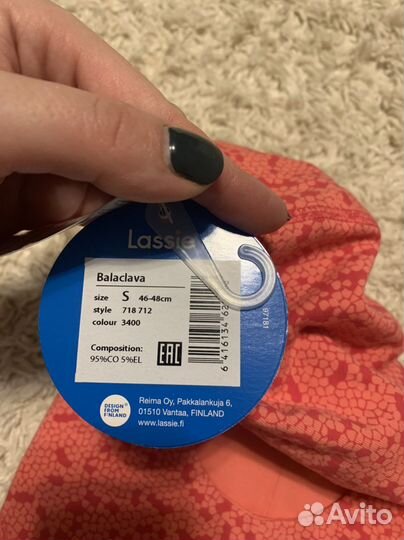 Lassie
Balaclava
size S 46-48cm
style 718 712
colour 3400
Composition:
95%CO 5%EL
EAC
DESIGN
FROM
FINLAND
Reima Oy, Pakkalankuja 6,
01510 Vantaa, FINLAND
www.lassie.fi
97181
Avito